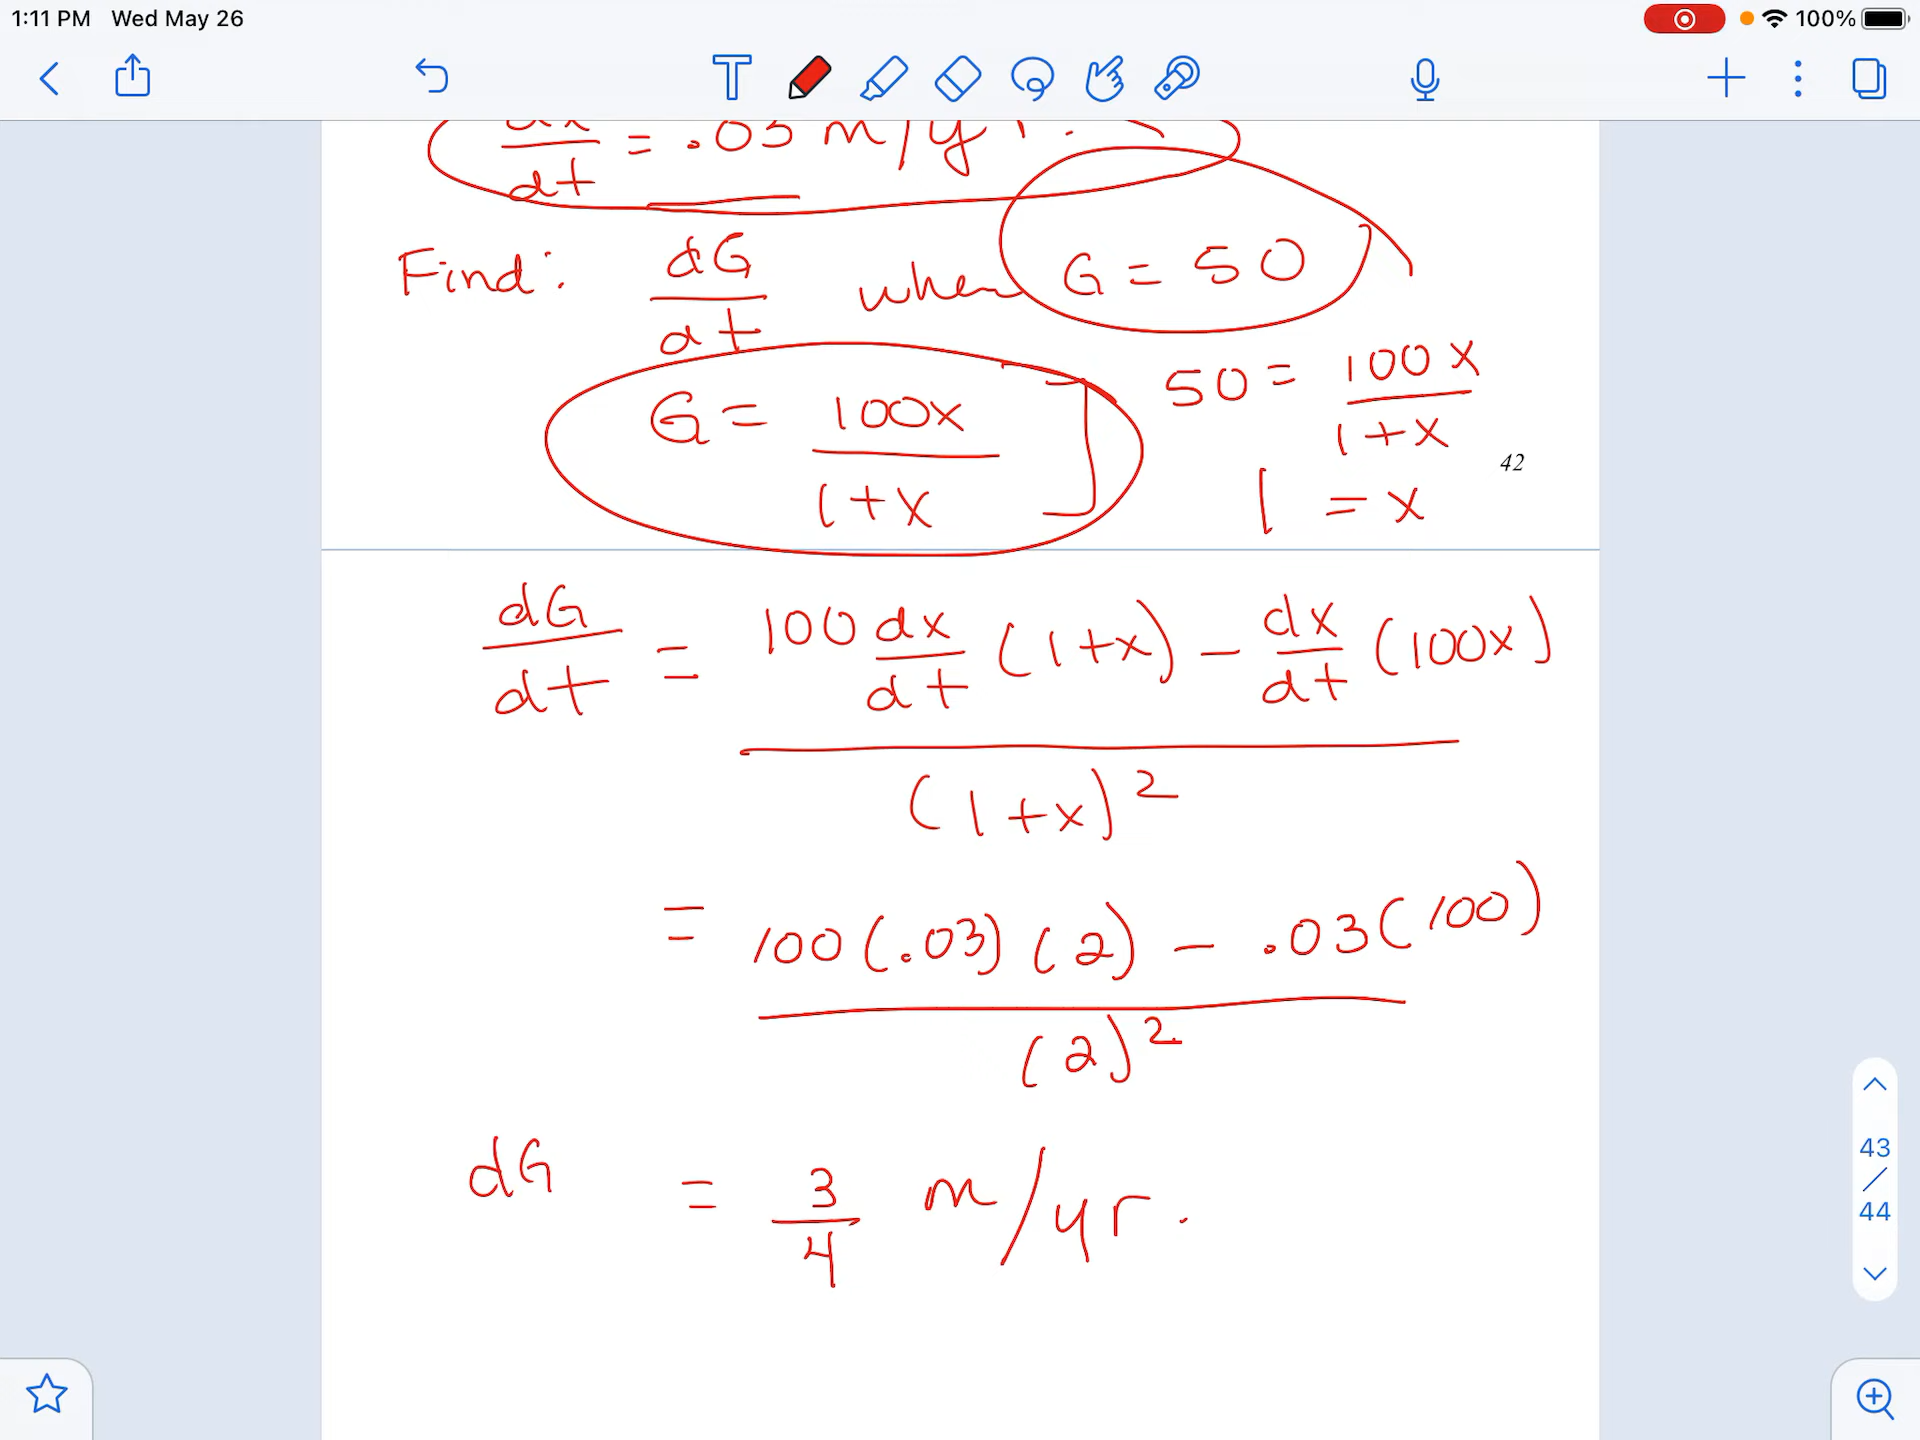 1:11 PM Wed May 26
100%
dx/dt = .03 m/yr.
Find: dG/dt when G = 50
G = 100x/(1+x)
50 = 100x/(1+x)
42
1 = x
dG/dt = (100 dx/dt (1+x) - dx/dt (100x))/(1+x)²
= (100(.03)(2) - .03(100))/(2)²
dG = 3/4 m/yr.
43/44